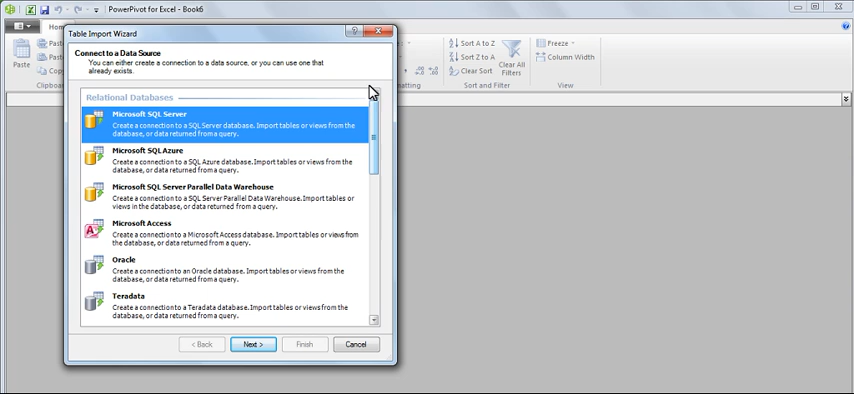 PowerPivot for Excel - Book6
Home
Paste
Paste
Paste
Copy
Clipboard
Formatting
Sort A to Z
Sort Z to A
Clear Sort
Clear All
Filters
Sort and Filter
Freeze
Column Width
View
Table Import Wizard
Connect to a Data Source
You can either create a connection to a data source, or you can use one that
already exists.
Relational Databases
Microsoft SQL Server
Create a connection to a SQL Server database. Import tables or views from the
database, or data returned from a query.
Microsoft SQL Azure
Create a connection to a SQL Azure database. Import tables or views from the
database, or data returned from a query.
Microsoft SQL Server Parallel Data Warehouse
Create a connection to a SQL Server Parallel Data Warehouse. Import tables or
views in the database, or data returned from a query.
Microsoft Access
Create a connection to a Microsoft Access database. Import tables or views from
the database, or data returned from a query.
Oracle
Create a connection to an Oracle database. Import tables or views from the
database, or data returned from a query.
Teradata
Create a connection to a Teradata database. Import tables or views from the
database, or data returned from a query.
< Back
Next >
Finish
Cancel